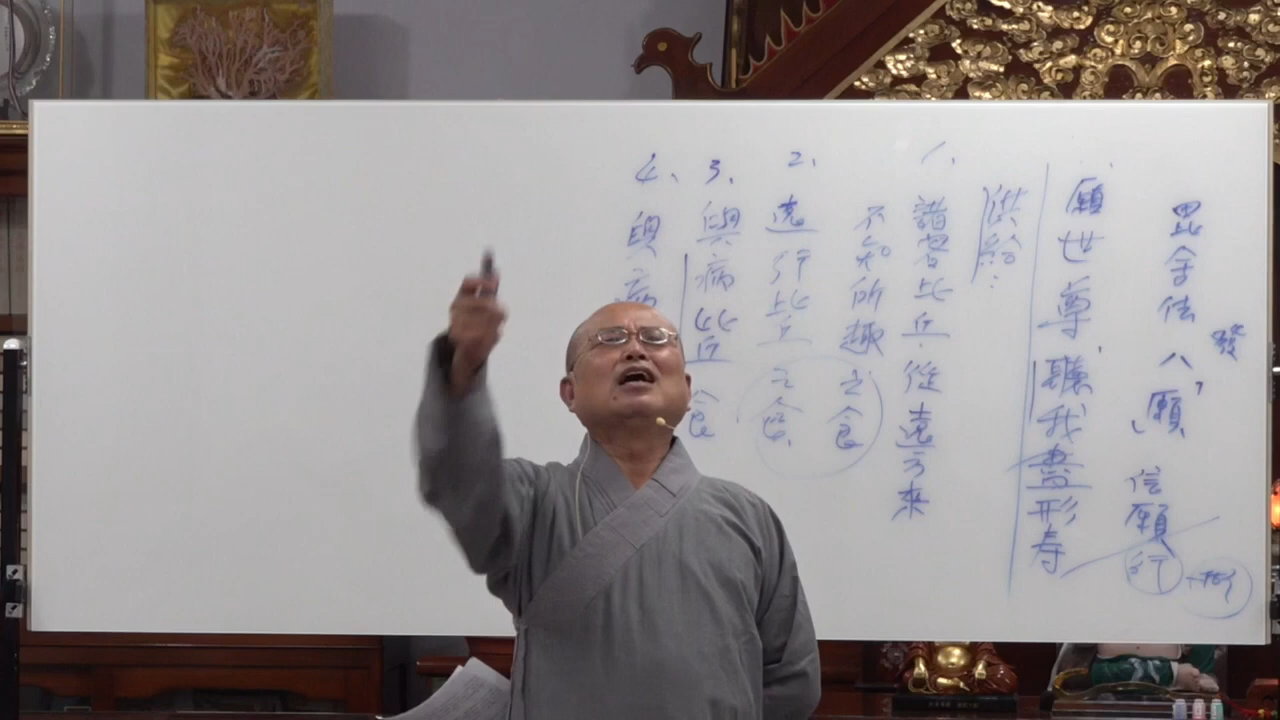 毘舍佉八「願」
發
信願行
願世尊聽我盡形寿
供給：
1. 諸客比丘從遠方來
不知所趣之食
2. 遠行比丘之食
3. 與病比丘食
4. 與病